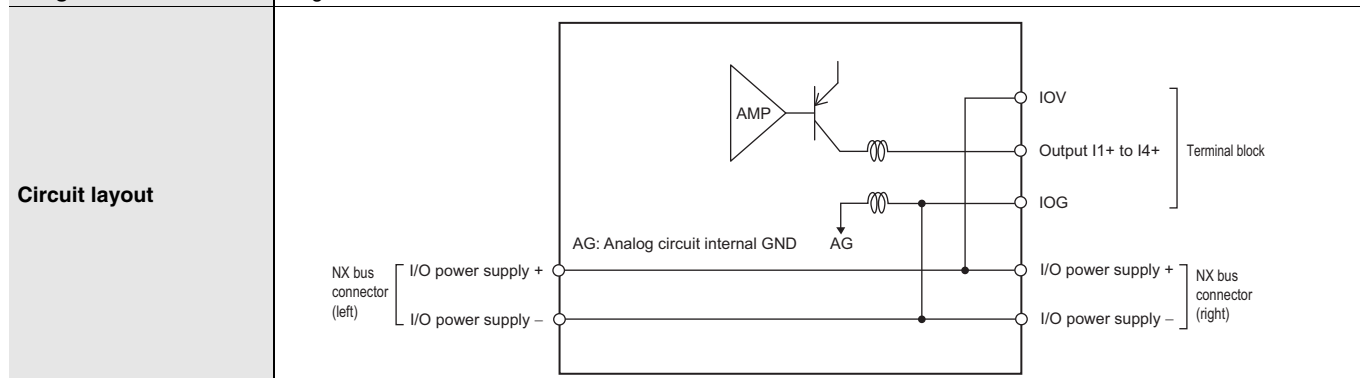 Circuit layout
AMP
IOV
Output I1+ to I4+
Terminal block
IOG
AG: Analog circuit internal GND
AG
NX bus
connector
(left)
I/O power supply +
I/O power supply –
I/O power supply +
I/O power supply –
NX bus
connector
(right)